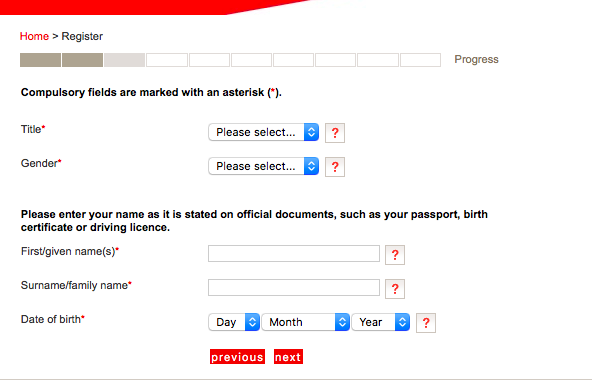 Home > Register
Progress
Compulsory fields are marked with an asterisk (*).
Title*
Please select...
?
Gender*
Please select...
?
Please enter your name as it is stated on official documents, such as your passport, birth
certificate or driving licence.
First/given name(s)*
?
Surname/family name*
?
Date of birth*
Day
Month
Year
?
previous
next